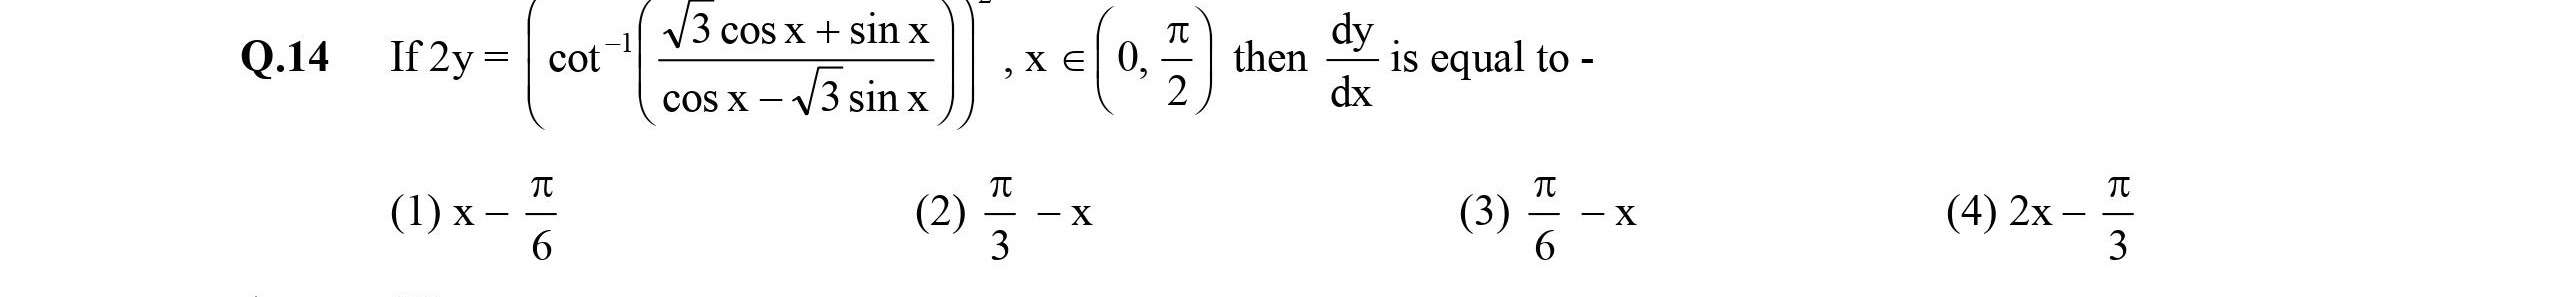 Q.14 If 2y = (cot⁻¹((√3 cos x + sin x)/(cos x − √3 sin x)))², x ∈ (0, π/2) then dy/dx is equal to -
(1) x − π/6 (2) π/3 − x (3) π/6 − x (4) 2x − π/3